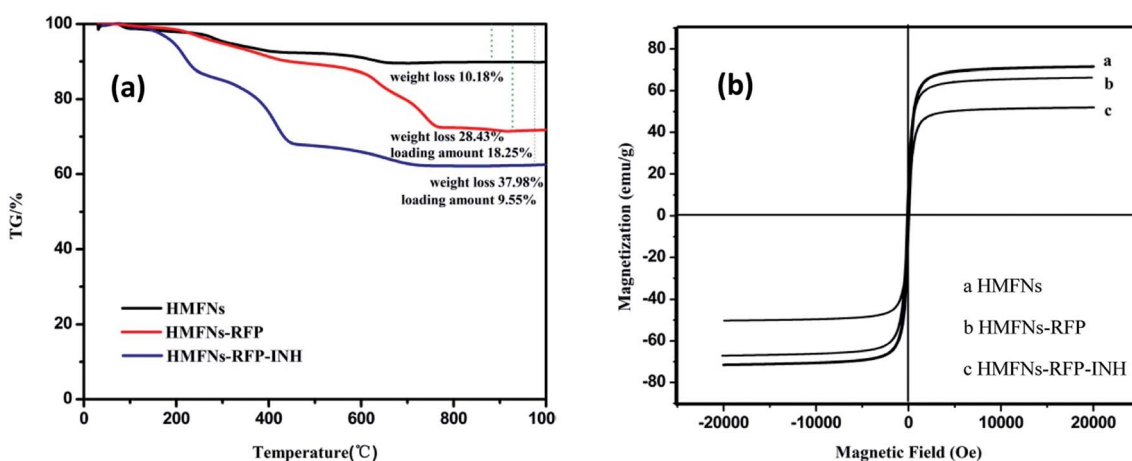 (a)
TG/%
100
80
60
40
20
0
weight loss 10.18%
weight loss 28.43%
loading amount 18.25%
weight loss 37.98%
loading amount 9.55%
HMFNs
HMFNs-RFP
HMFNs-RFP-INH
0 200 400 600 800 100
Temperature(℃)
(b)
Magnetization (emu/g)
80
60
40
20
0
-20
-40
-60
-80
a
b
c
a HMFNs
b HMFNs-RFP
c HMFNs-RFP-INH
-20000 -10000 0 10000 20000
Magnetic Field (Oe)